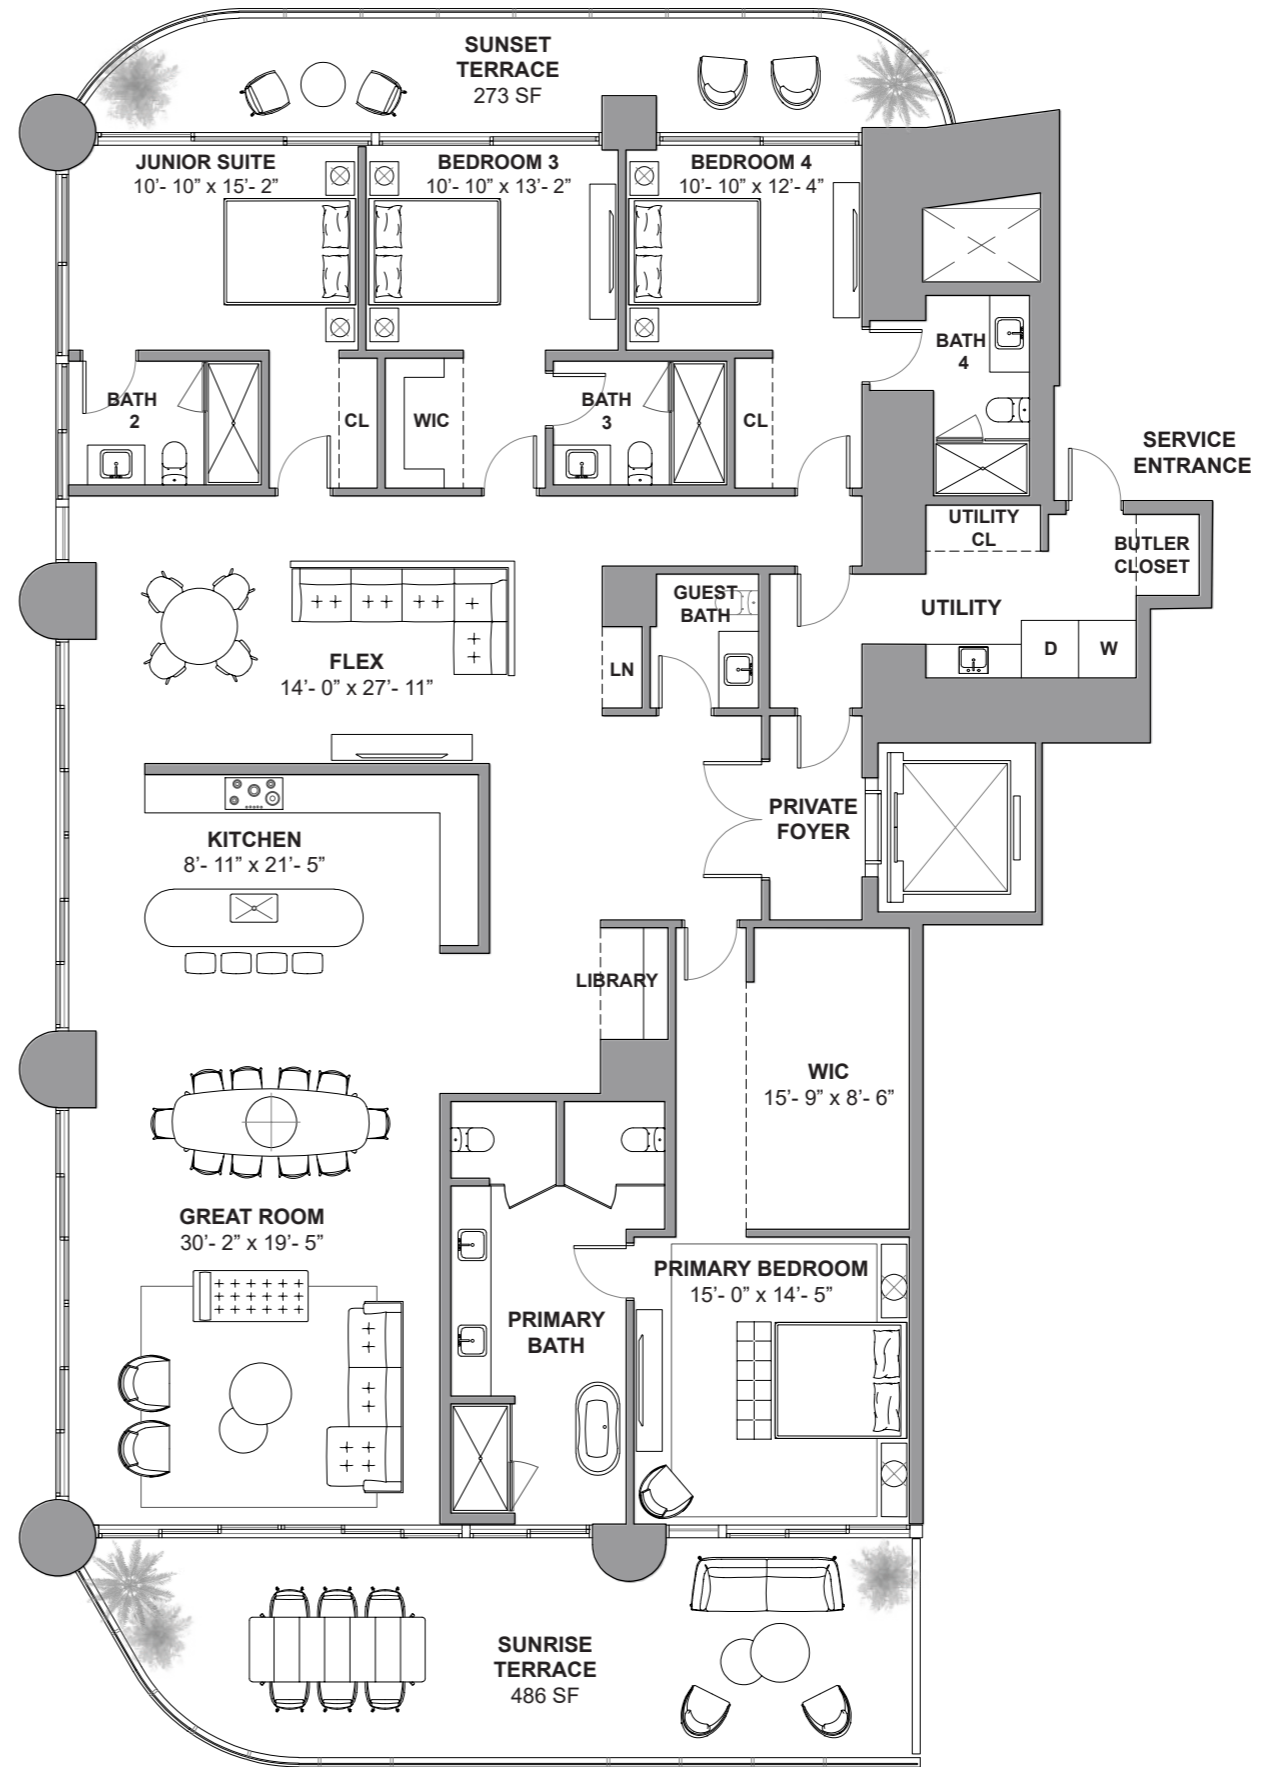 SUNSET
TERRACE
273 SF
JUNIOR SUITE
10’- 10” x 15’- 2”
BEDROOM 3
10’- 10” x 13’- 2”
BEDROOM 4
10’- 10” x 12’- 4”
BATH
4
BATH
2
CL
WIC
BATH
3
CL
SERVICE
ENTRANCE
UTILITY
CL
BUTLER
CLOSET
GUEST
BATH
UTILITY
FLEX
14’- 0” x 27’- 11”
LN
D
W
PRIVATE
FOYER
KITCHEN
8’- 11” x 21’- 5”
LIBRARY
WIC
15’- 9” x 8’- 6”
GREAT ROOM
30’- 2” x 19’- 5”
PRIMARY BEDROOM
15’- 0” x 14’- 5”
PRIMARY
BATH
SUNRISE
TERRACE
486 SF